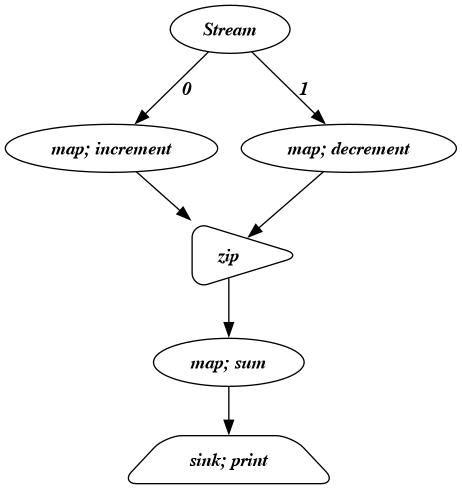 Stream
0
1
map; increment
map; decrement
zip
map; sum
sink; print